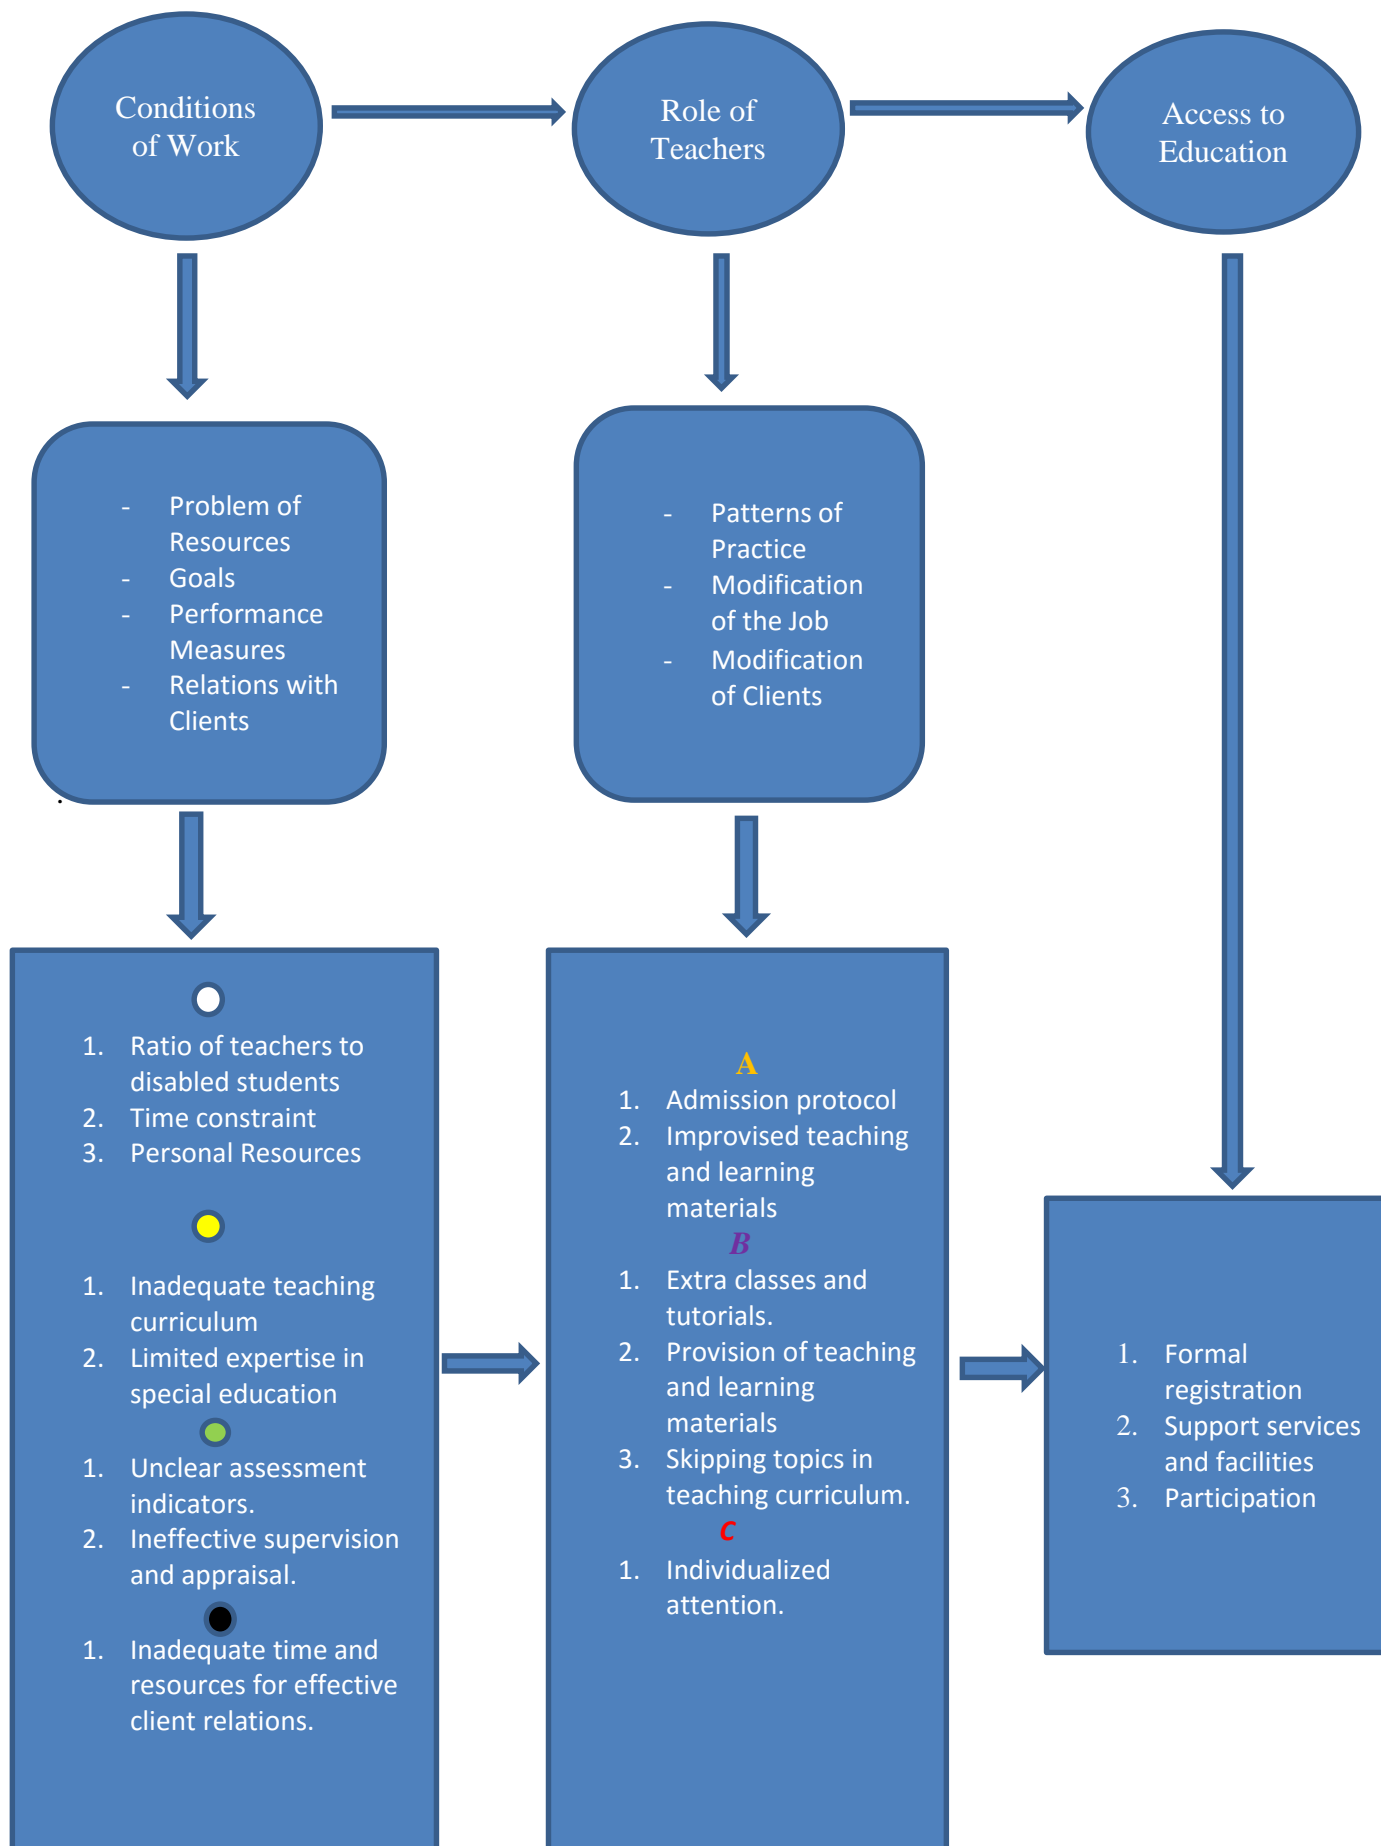 Conditions
of Work
Role of
Teachers
Access to
Education
- Problem of
Resources
- Goals
- Performance
Measures
- Relations with
Clients
.
- Patterns of
Practice
- Modification
of the Job
- Modification
of Clients
1. Ratio of teachers to
disabled students
2. Time constraint
3. Personal Resources
1. Inadequate teaching
curriculum
2. Limited expertise in
special education
1. Unclear assessment
indicators.
2. Ineffective supervision
and appraisal.
1. Inadequate time and
resources for effective
client relations.
A
1. Admission protocol
2. Improvised teaching
and learning
materials
B
1. Extra classes and
tutorials.
2. Provision of teaching
and learning
materials
3. Skipping topics in
teaching curriculum.
C
1. Individualized
attention.
1. Formal
registration
2. Support services
and facilities
3. Participation